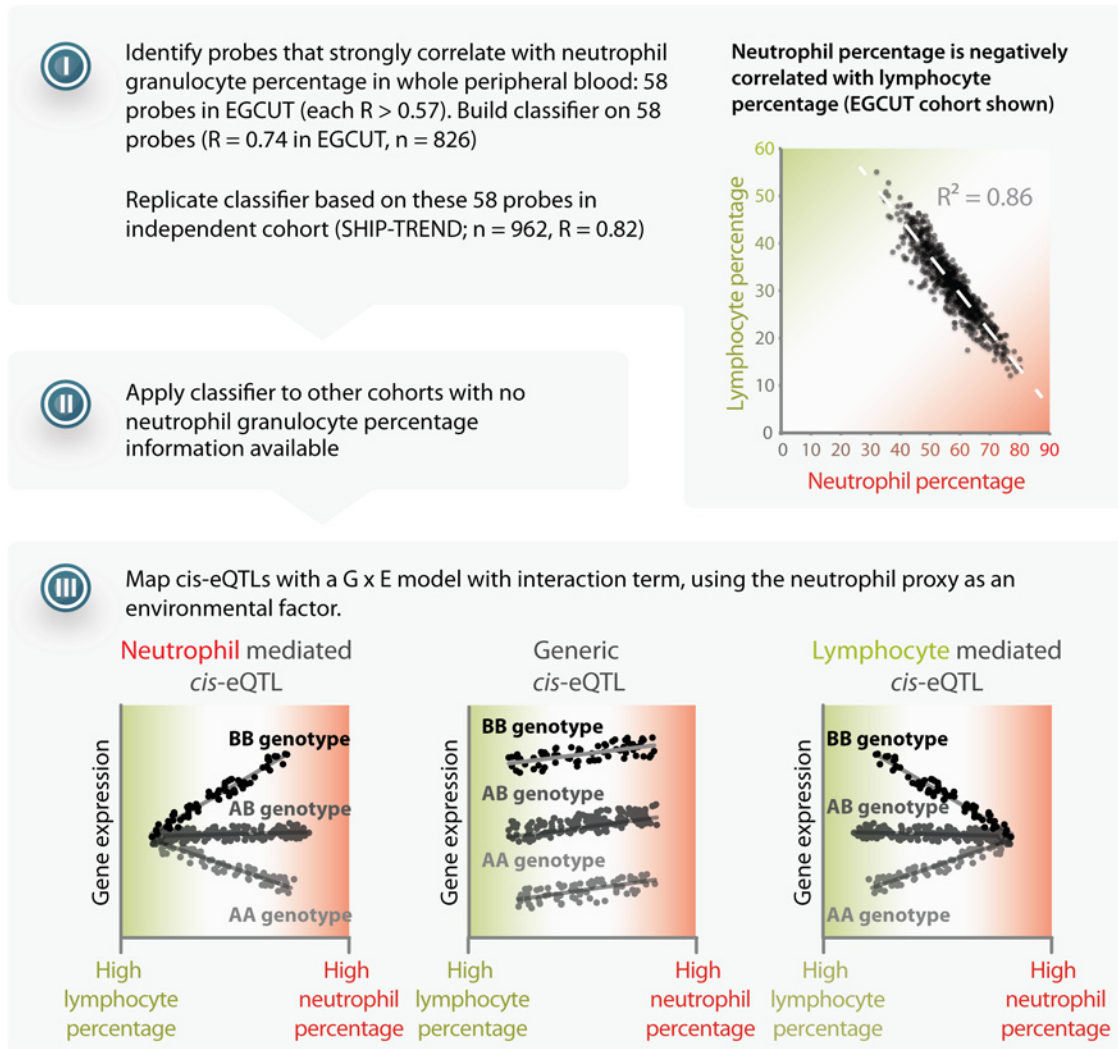 I
Identify probes that strongly correlate with neutrophil
granulocyte percentage in whole peripheral blood: 58
probes in EGCUT (each R > 0.57). Build classifier on 58
probes (R = 0.74 in EGCUT, n = 826)
Replicate classifier based on these 58 probes in
independent cohort (SHIP-TREND; n = 962, R = 0.82)
Neutrophil percentage is negatively
correlated with lymphocyte
percentage (EGCUT cohort shown)
60
50
40
30
20
10
0
Lymphocyte percentage
R² = 0.86
0 10 20 30 40 50 60 70 80 90
Neutrophil percentage
II
Apply classifier to other cohorts with no
neutrophil granulocyte percentage
information available
III
Map cis-eQTLs with a G x E model with interaction term, using the neutrophil proxy as an
environmental factor.
Neutrophil mediated
cis-eQTL
Gene expression
BB genotype
AB genotype
AA genotype
High
lymphocyte
percentage
High
neutrophil
percentage
Generic
cis-eQTL
Gene expression
BB genotype
AB genotype
AA genotype
High
lymphocyte
percentage
High
neutrophil
percentage
Lymphocyte mediated
cis-eQTL
Gene expression
BB genotype
AB genotype
AA genotype
High
lymphocyte
percentage
High
neutrophil
percentage